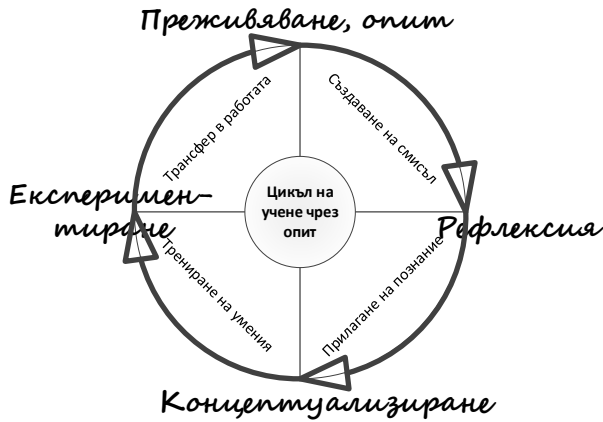 Преживяване, опит
Трансфер в работата
Създаване на смисъл
Цикъл на
учене чрез
опит
Експеримен-
тиране
Рефлексия
Трениране на умения
Прилагане на познание
Концептуализиране